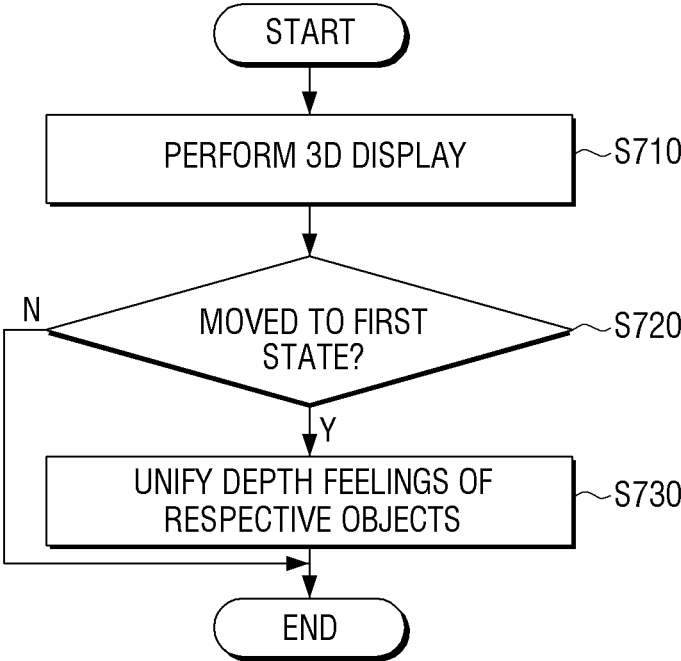 START
PERFORM 3D DISPLAY
S710
N
MOVED TO FIRST
STATE?
S720
Y
UNIFY DEPTH FEELINGS OF
RESPECTIVE OBJECTS
S730
END